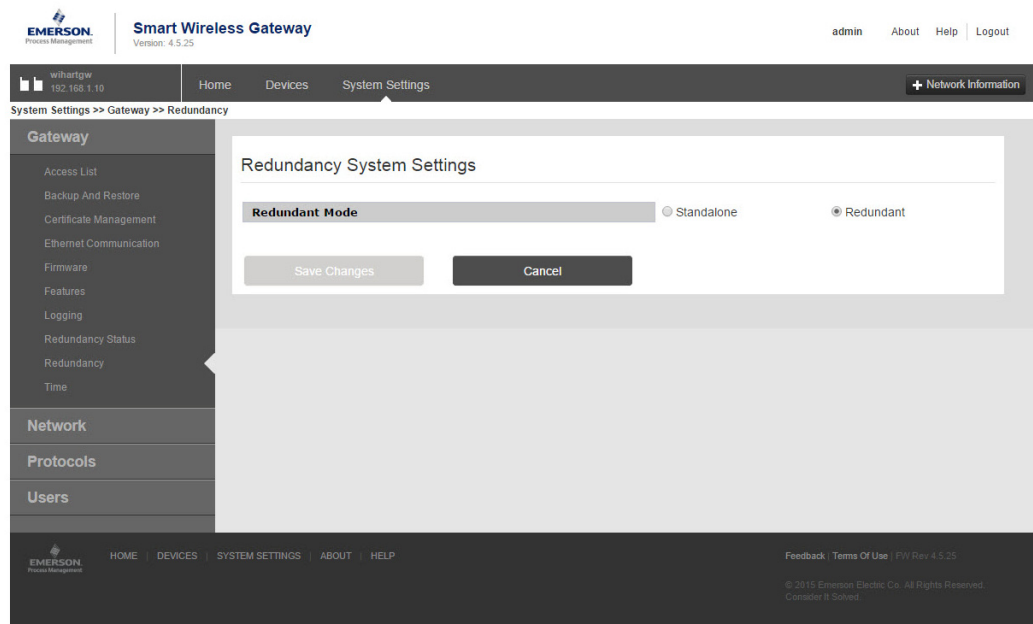 EMERSON.
Process Management
Smart Wireless Gateway
Version: 4.5.25
admin About Help Logout
wihartgw
192.168.1.10
Home Devices System Settings
+ Network Information
System Settings >> Gateway >> Redundancy
Gateway
Access List
Backup And Restore
Certificate Management
Ethernet Communication
Firmware
Features
Logging
Redundancy Status
Redundancy
Time
Network
Protocols
Users
Redundancy System Settings
Redundant Mode Standalone Redundant
Save Changes Cancel
EMERSON.
Process Management
HOME | DEVICES | SYSTEM SETTINGS | ABOUT | HELP
Feedback | Terms Of Use | FW Rev 4.5.25
© 2015 Emerson Electric Co. All Rights Reserved.
Consider It Solved.